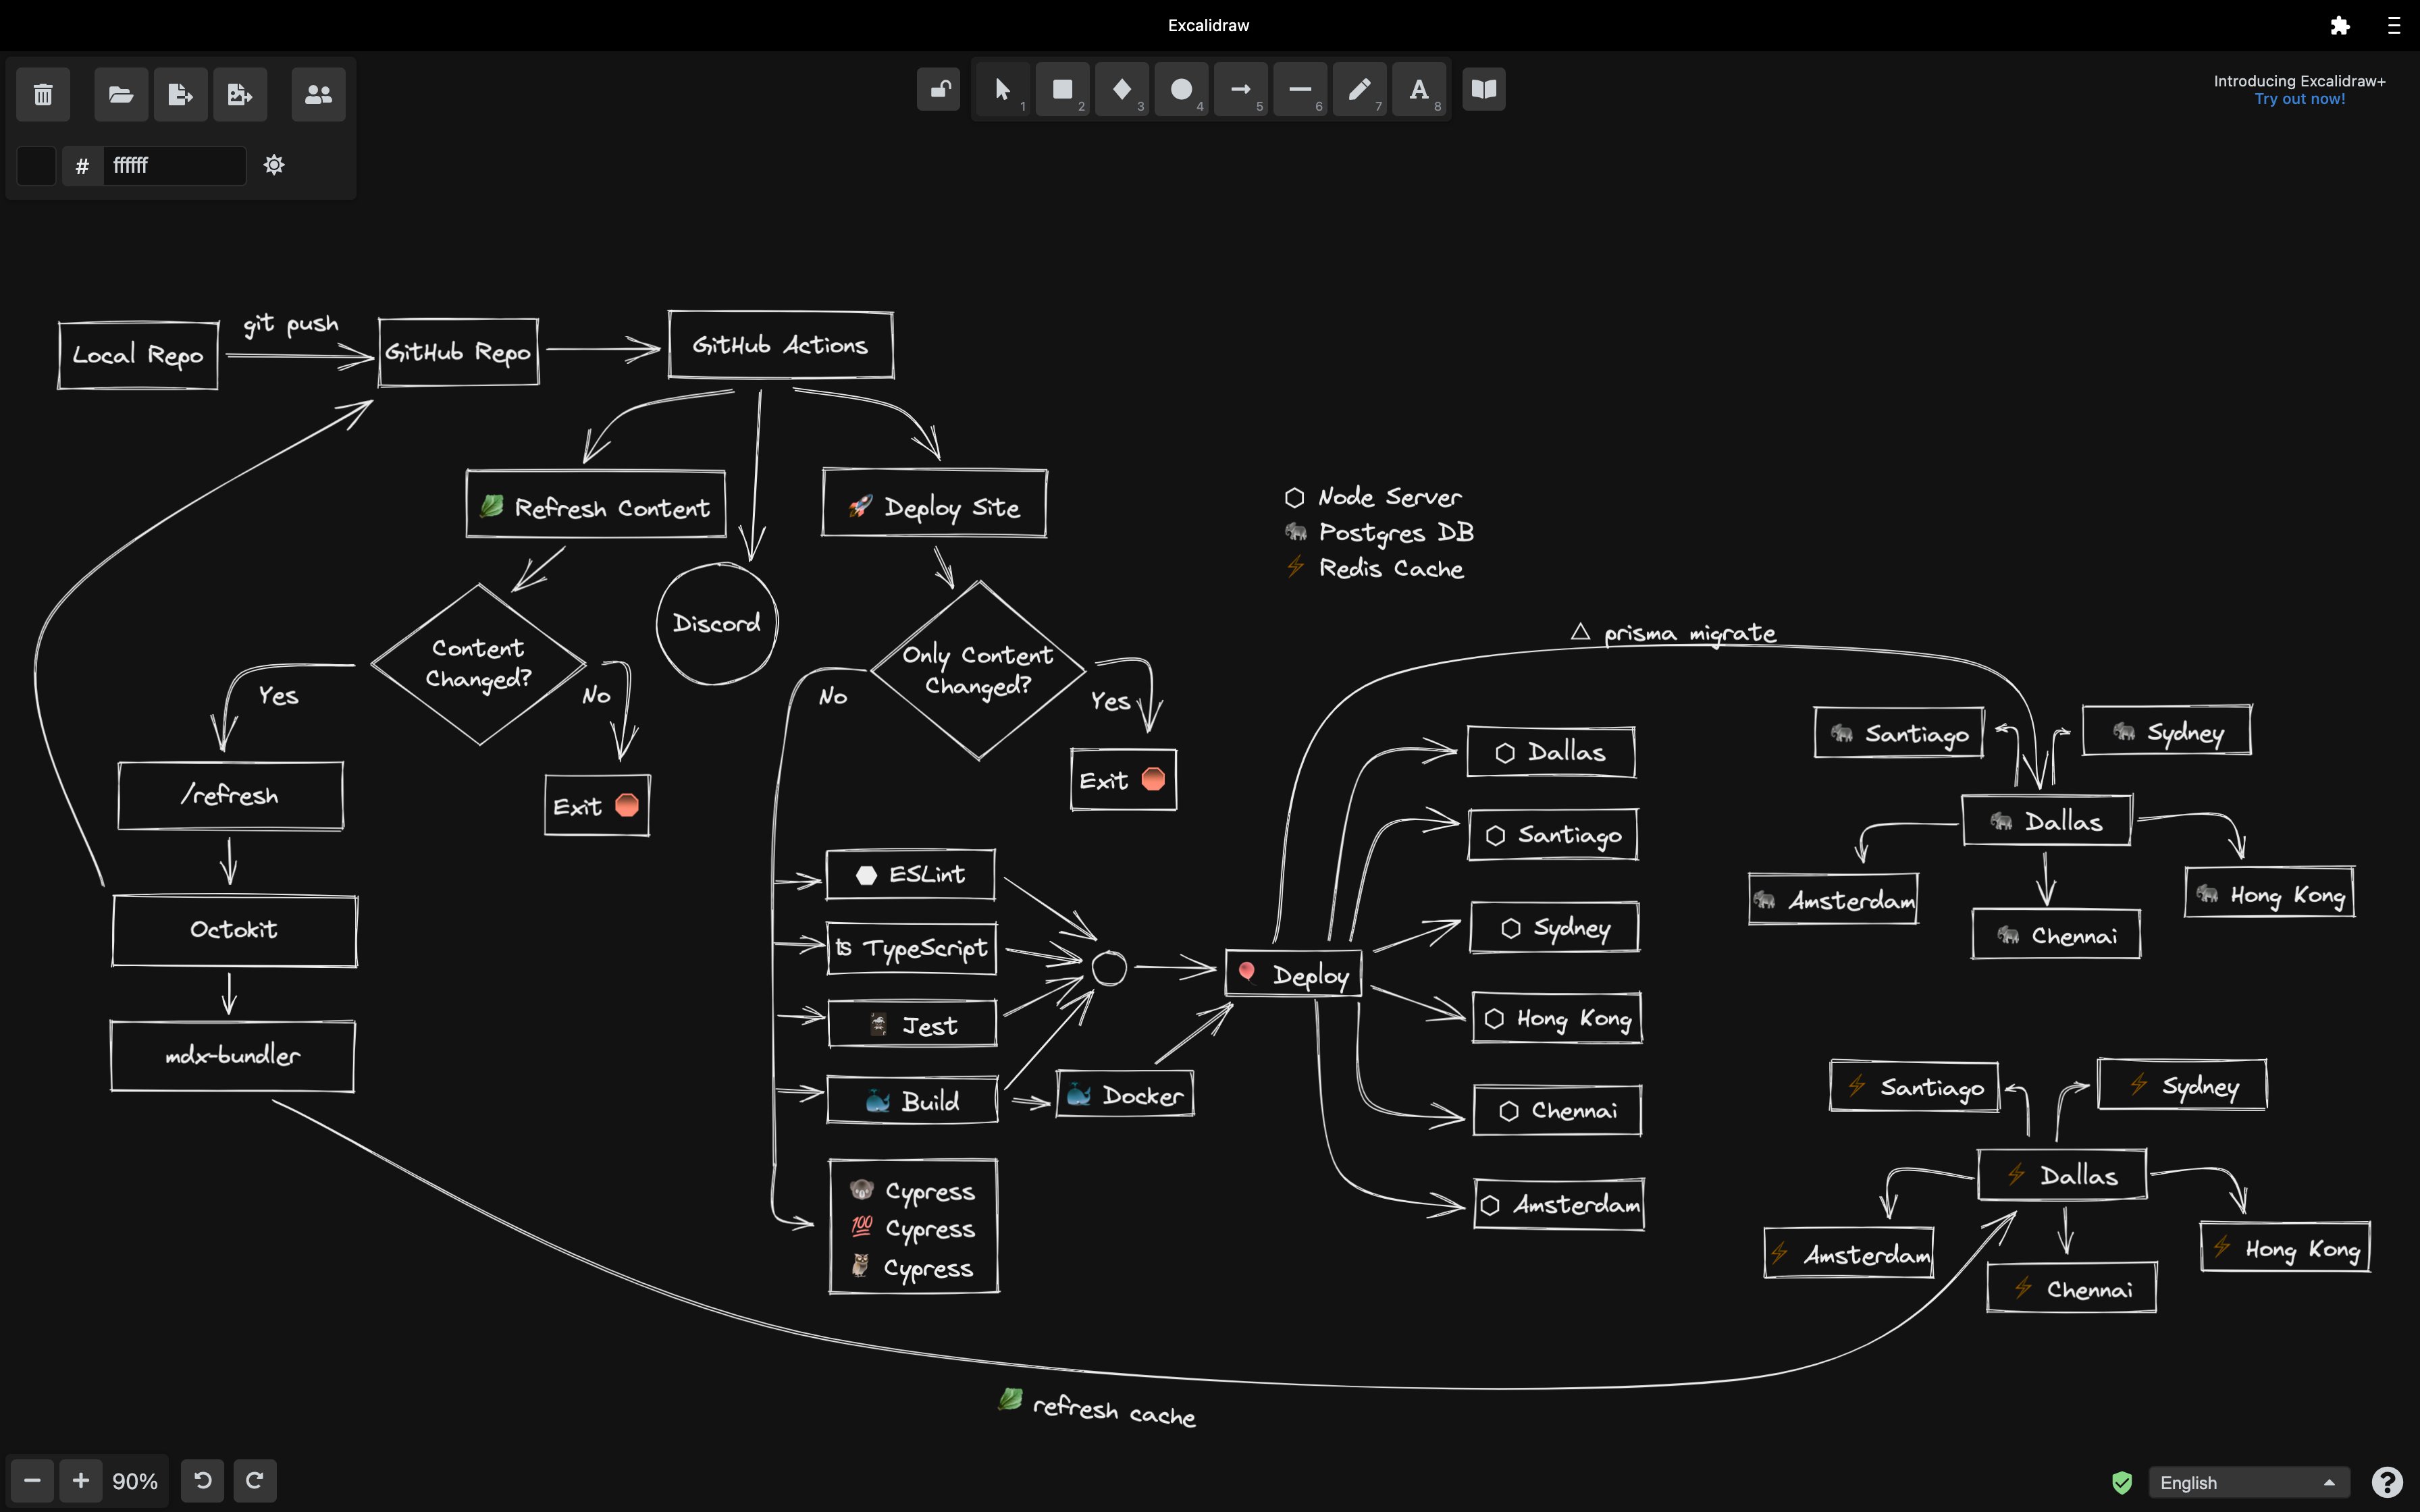 Excalidraw
Introducing Excalidraw+
Try out now!
1
2
3
4
5
6
7
A 8
# ffffff
Local Repo
git push
GitHub Repo
GitHub Actions
🥬 Refresh Content
🚀 Deploy Site
Discord
Content
Changed?
Yes
No
/refresh
Exit 🛑
Octokit
mdx-bundler
Only Content
Changed?
No
Yes
Exit 🛑
⬣ ESLint
ʦ TypeScript
🃏 Jest
🐳 Build
🐳 Docker
🐨 Cypress
💯 Cypress
🦉 Cypress
🎈 Deploy
⬡ Node Server
🐘 Postgres DB
⚡ Redis Cache
△ prisma migrate
⬡ Dallas
⬡ Santiago
⬡ Sydney
⬡ Hong Kong
⬡ Chennai
⬡ Amsterdam
🐘 Santiago
🐘 Sydney
🐘 Dallas
🐘 Amsterdam
🐘 Hong Kong
🐘 Chennai
⚡ Santiago
⚡ Sydney
⚡ Dallas
⚡ Amsterdam
⚡ Hong Kong
⚡ Chennai
🥬 refresh cache
90%
English
?